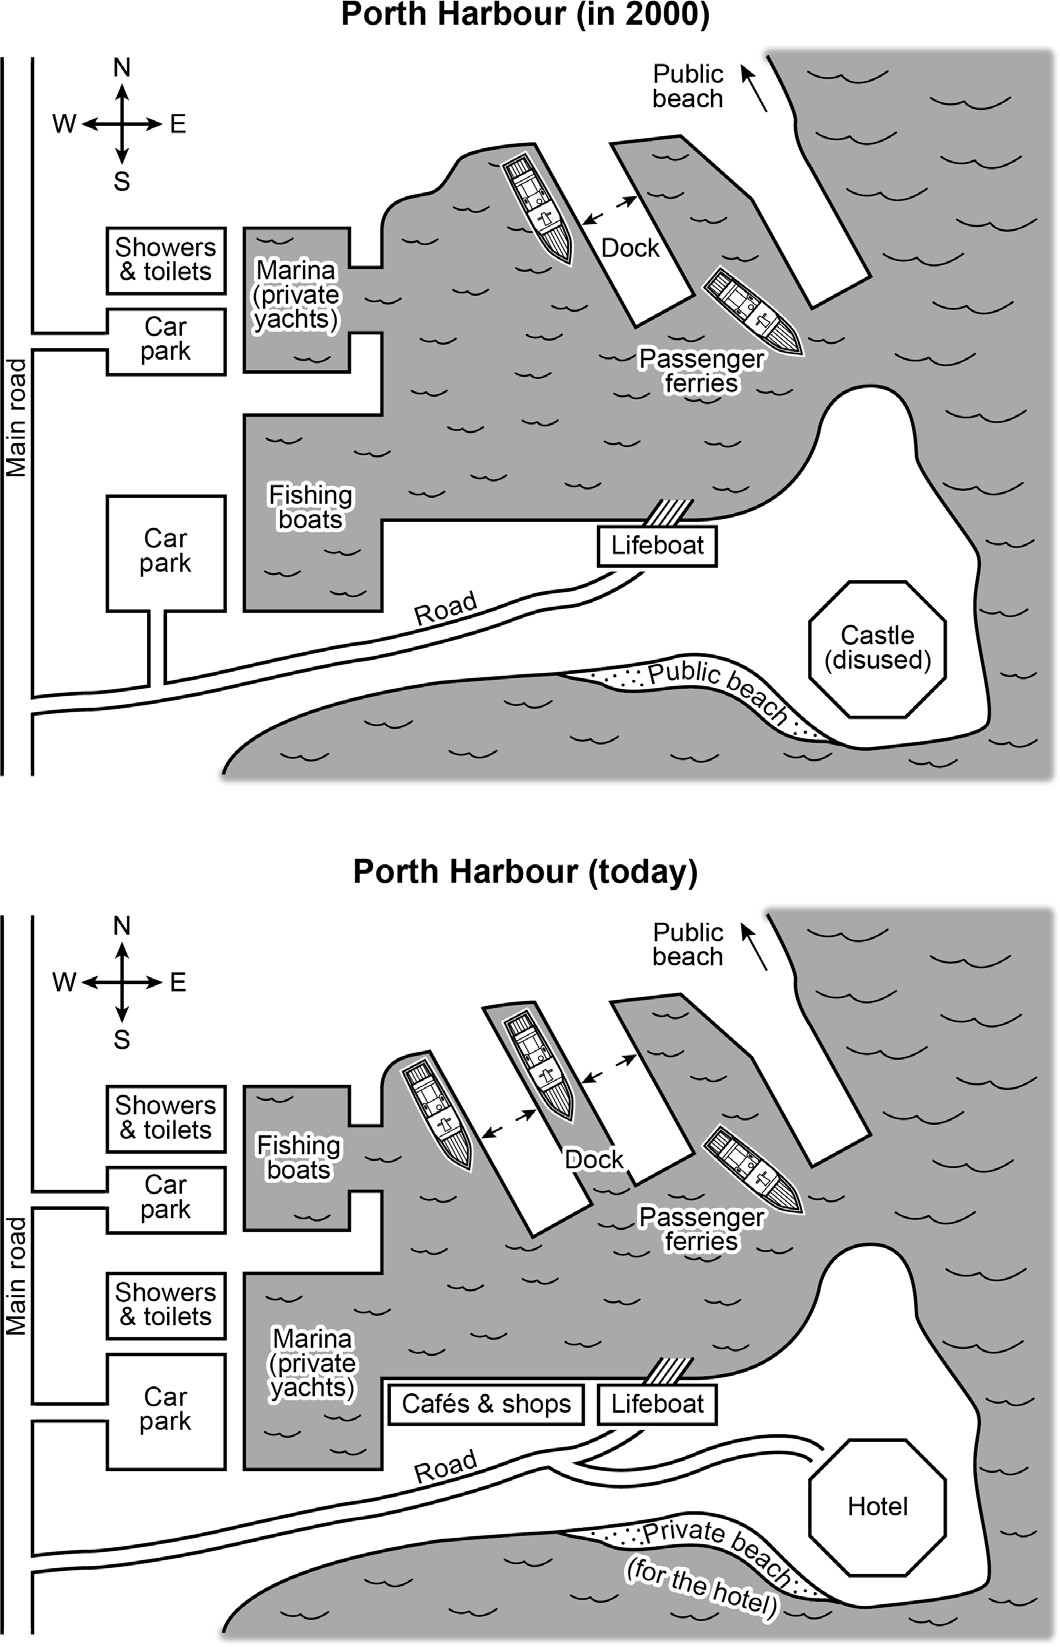 Porth Harbour (in 2000)
N
W E
S
Public
beach
Showers
& toilets
Marina
(private
yachts)
Dock
Car
park
Passenger
ferries
Main road
Fishing
boats
Car
park
Lifeboat
Road
Castle
(disused)
Public beach
Porth Harbour (today)
N
W E
S
Public
beach
Showers
& toilets
Fishing
boats
Dock
Car
park
Passenger
ferries
Main road
Showers
& toilets
Marina
(private
yachts)
Car
park
Cafés & shops
Lifeboat
Road
Hotel
Private beach
(for the hotel)